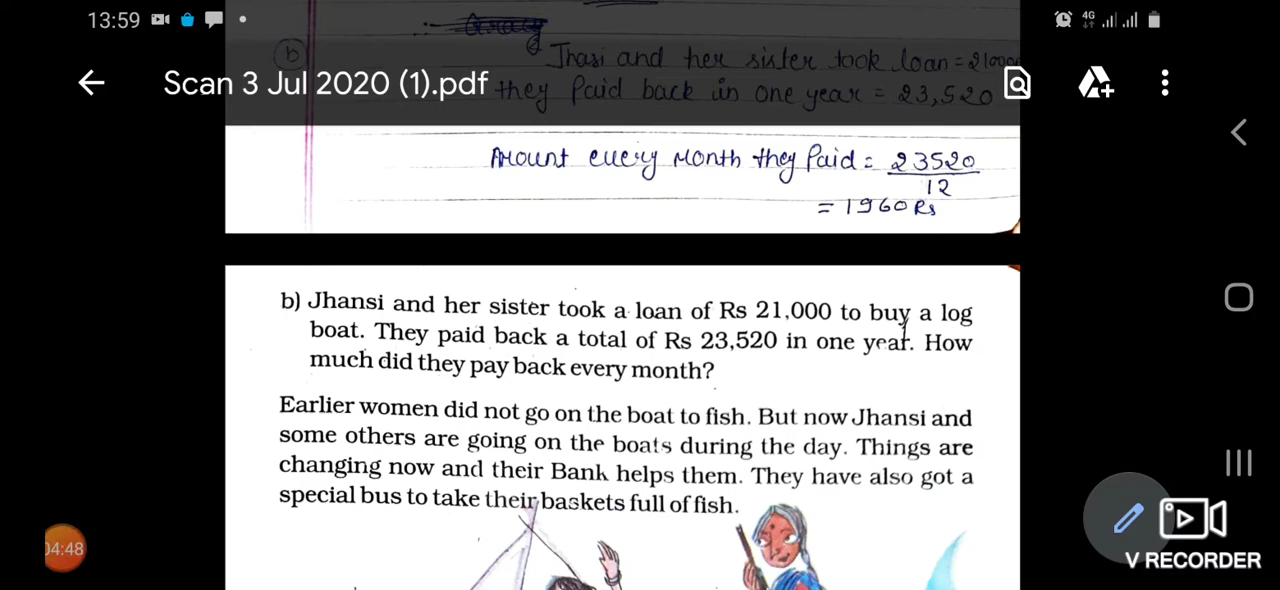 13:59
4G
b
Jhasi and her sister took loan = 21000
Scan 3 Jul 2020 (1).pdf
they Paid back in one year = 23,520
Amount every month they Paid = 23520
12
= 1960 Rs
b) Jhansi and her sister took a loan of Rs 21,000 to buy a log
boat. They paid back a total of Rs 23,520 in one year. How
much did they pay back every month?
Earlier women did not go on the boat to fish. But now Jhansi and
some others are going on the boats during the day. Things are
changing now and their Bank helps them. They have also got a
special bus to take their baskets full of fish.
04:48
V RECORDER